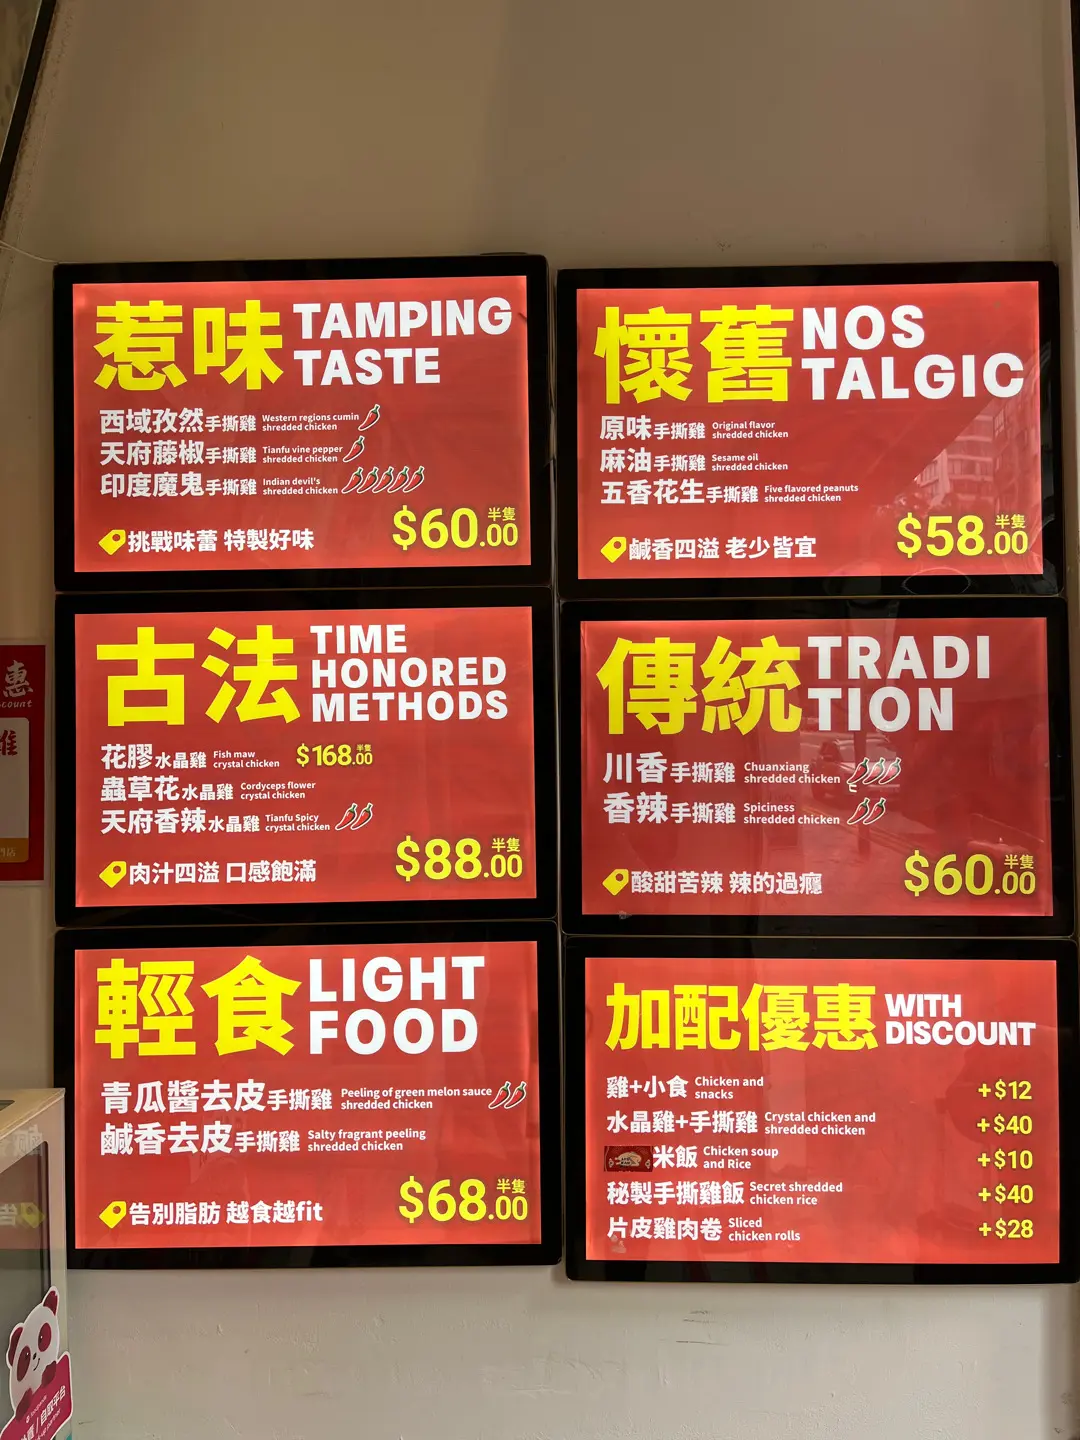 惹味 TAMPING
TASTE
西域孜然手撕雞 Western regions cumin
shredded chicken
天府藤椒手撕雞 Tianfu vine pepper
shredded chicken
印度魔鬼手撕雞 Indian devil's
shredded chicken
挑戰味蕾 特製好味
$60.00 半隻
懷舊 NOS
TALGIC
原味手撕雞 Original flavor
shredded chicken
麻油手撕雞 Sesame oil
shredded chicken
五香花生手撕雞 Five flavored peanuts
shredded chicken
鹹香四溢 老少皆宜
$58.00 半隻
古法 TIME
HONORED
METHODS
花膠水晶雞 Fish maw
crystal chicken $168.00 半隻
蟲草花水晶雞 Cordyceps flower
crystal chicken
天府香辣水晶雞 Tianfu Spicy
crystal chicken
肉汁四溢 口感飽滿
$88.00 半隻
傳統 TRADI
TION
川香手撕雞 Chuanxiang
shredded chicken
香辣手撕雞 Spiciness
shredded chicken
酸甜苦辣 辣的過癮
$60.00 半隻
輕食 LIGHT
FOOD
青瓜醬去皮手撕雞 Peeling of green melon sauce
shredded chicken
鹹香去皮手撕雞 Salty fragrant peeling
shredded chicken
告別脂肪 越食越fit
$68.00 半隻
加配優惠 WITH
DISCOUNT
雞+小食 Chicken and
snacks +$12
水晶雞+手撕雞 Crystal chicken and
shredded chicken +$40
米飯 Chicken soup
and Rice +$10
秘製手撕雞飯 Secret shredded
chicken rice +$40
片皮雞肉卷 Sliced
chicken rolls +$28
惠
count
自取平台